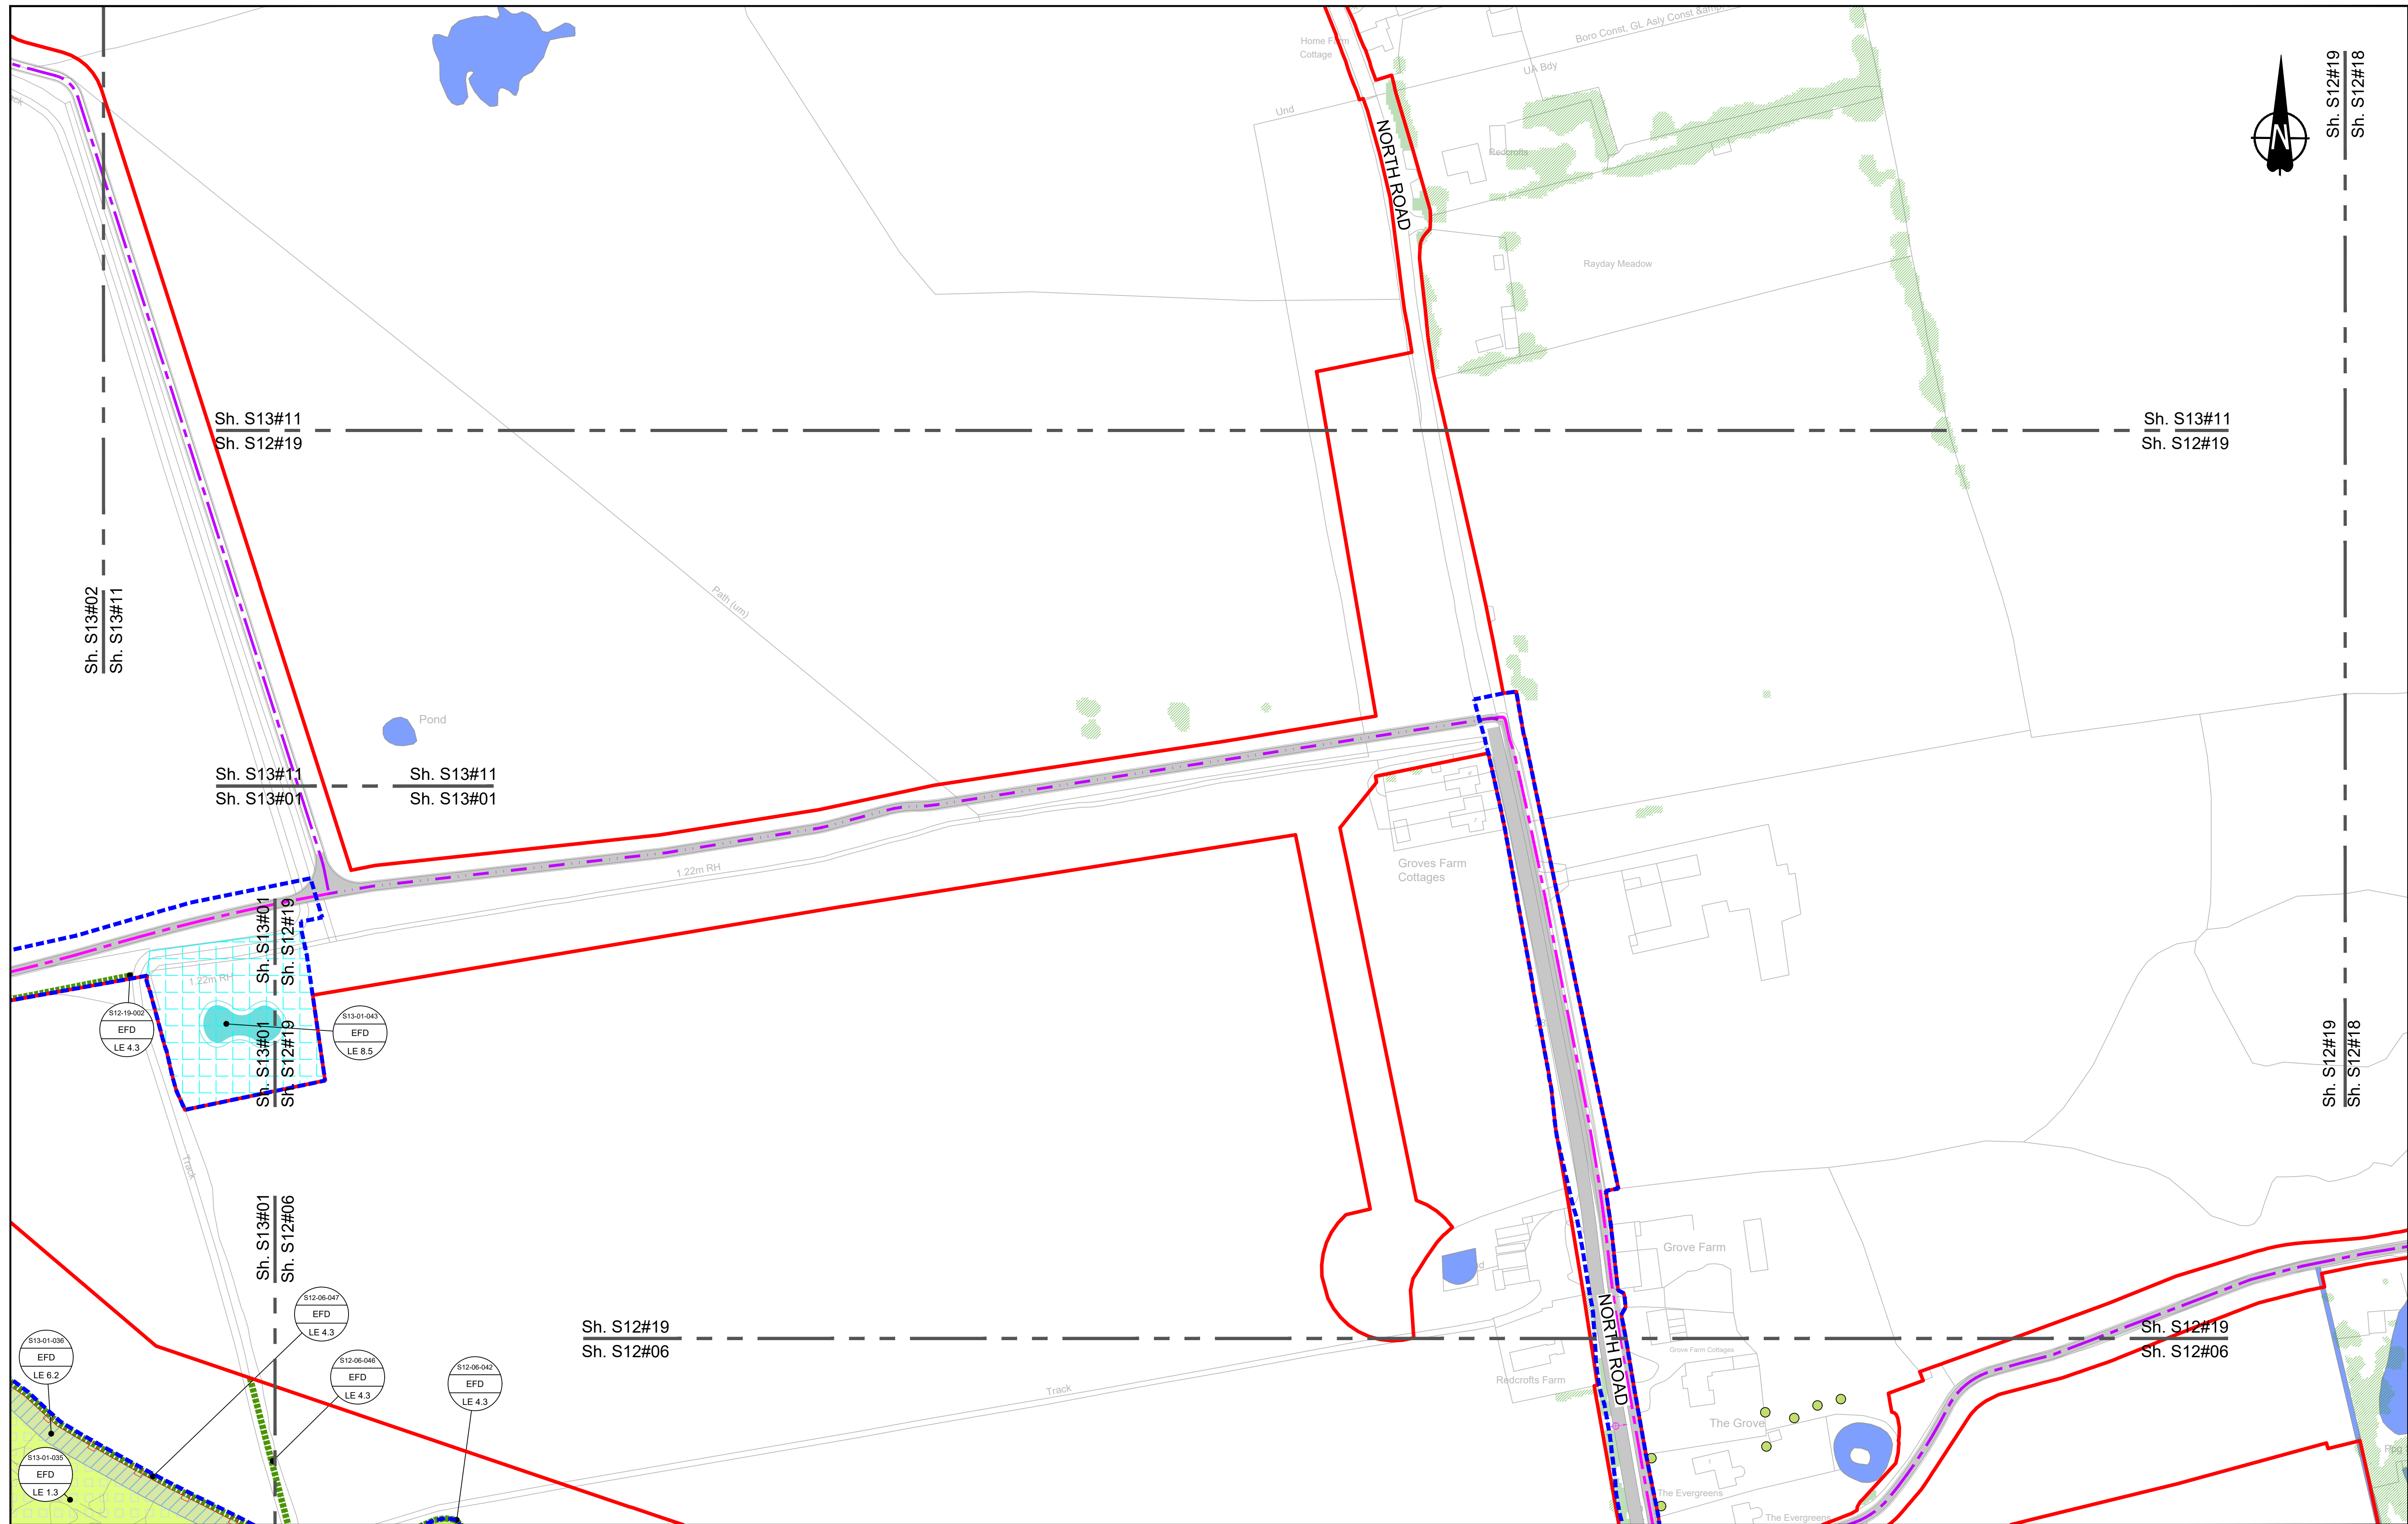 Boro Const, GL Asly Const &amp;
Home Farm
Cottage
UA Bdy
Und
NORTH ROAD
Redcrofts
Rayday Meadow
N
Sh. S12#19
Sh. S12#18
Sh. S13#11
Sh. S12#19
Sh. S13#11
Sh. S12#19
Sh. S13#02
Sh. S13#11
Path (um)
Pond
Sh. S13#11
Sh. S13#01
Sh. S13#11
Sh. S13#01
1.22m RH
Groves Farm
Cottages
Sh. S13#01
Sh. S12#19
1.22m RH
S12-19-002
EFD
LE 4.3
S13-01-043
EFD
LE 8.5
Sh. S13#01
Sh. S12#19
Sh. S12#19
Sh. S12#18
Track
Sh. S13#01
Sh. S12#06
Grove Farm
S12-06-047
EFD
LE 4.3
S13-01-036
EFD
LE 6.2
S12-06-046
EFD
LE 4.3
S12-06-042
EFD
LE 4.3
Sh. S12#19
Sh. S12#06
NORTH ROAD
Grove Farm Cottages
Sh. S12#19
Sh. S12#06
Redcrofts Farm
Track
The Grove
S13-01-035
EFD
LE 1.3
The Evergreens
The Evergreens